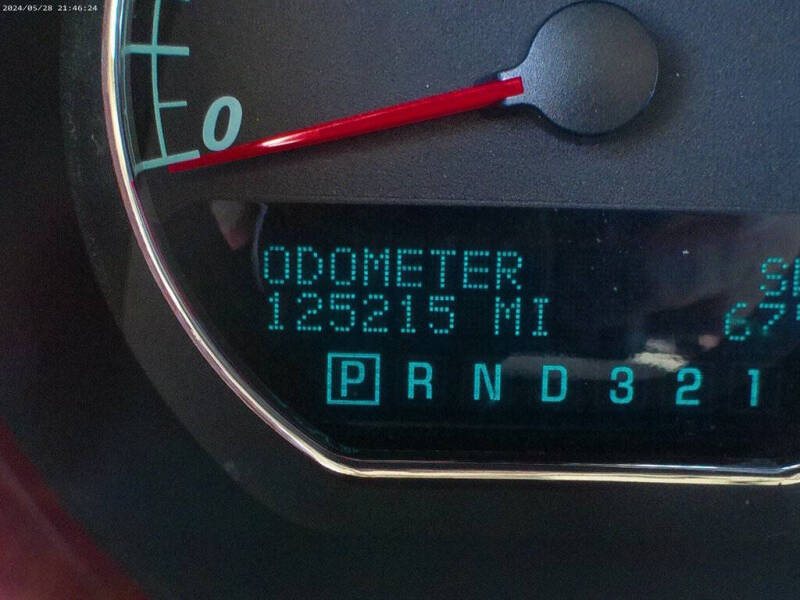 2024/05/28 21:46:24
0
ODOMETER
125215 MI
P R N D 3 2 1